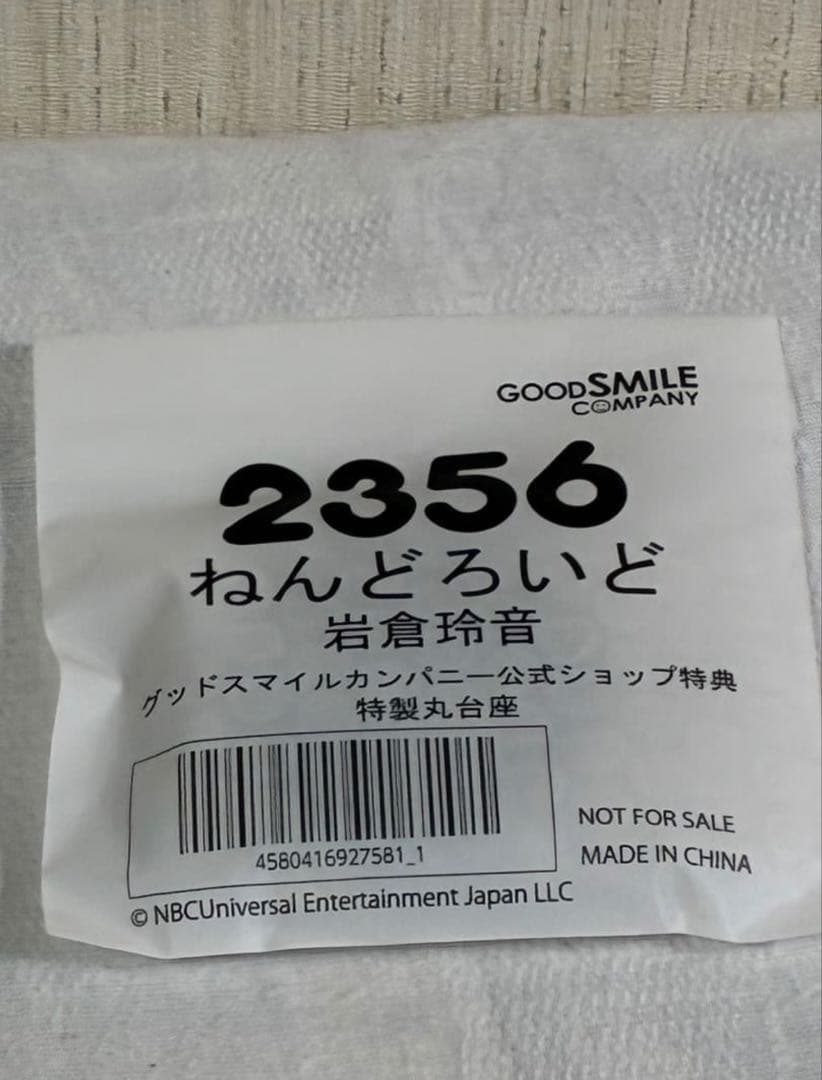 GOODSMILE
COMPANY
2356
ねんどろいど
岩倉玲音
グッドスマイルカンパニー公式ショップ特典
特製丸台座
4580416927581_1
NOT FOR SALE
MADE IN CHINA
© NBCUniversal Entertainment Japan LLC